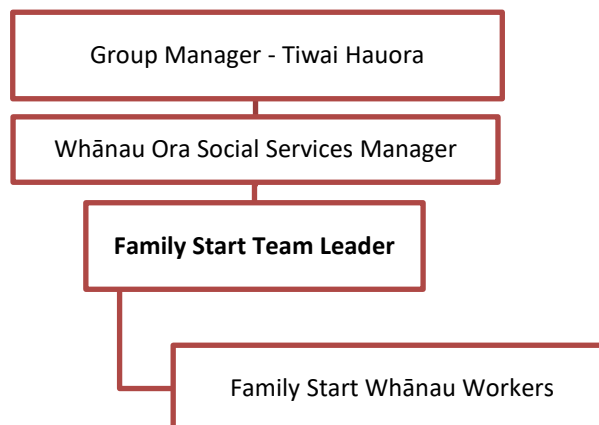 Group Manager - Tiwai Hauora
Whānau Ora Social Services Manager
Family Start Team Leader
Family Start Whānau Workers